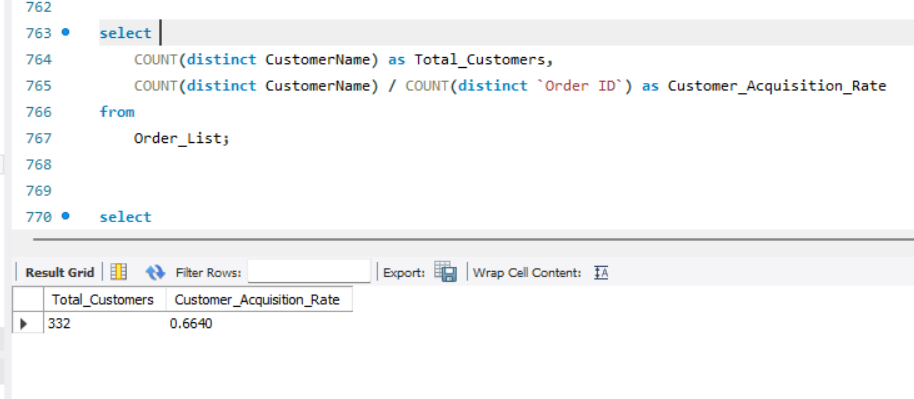 762
763 select
764 COUNT(distinct CustomerName) as Total_Customers,
765 COUNT(distinct CustomerName) / COUNT(distinct `Order ID`) as Customer_Acquisition_Rate
766 from
767 Order_List;
768
769
770 select
Result Grid Filter Rows: Export: Wrap Cell Content: IA
Total_Customers Customer_Acquisition_Rate
332 0.6640